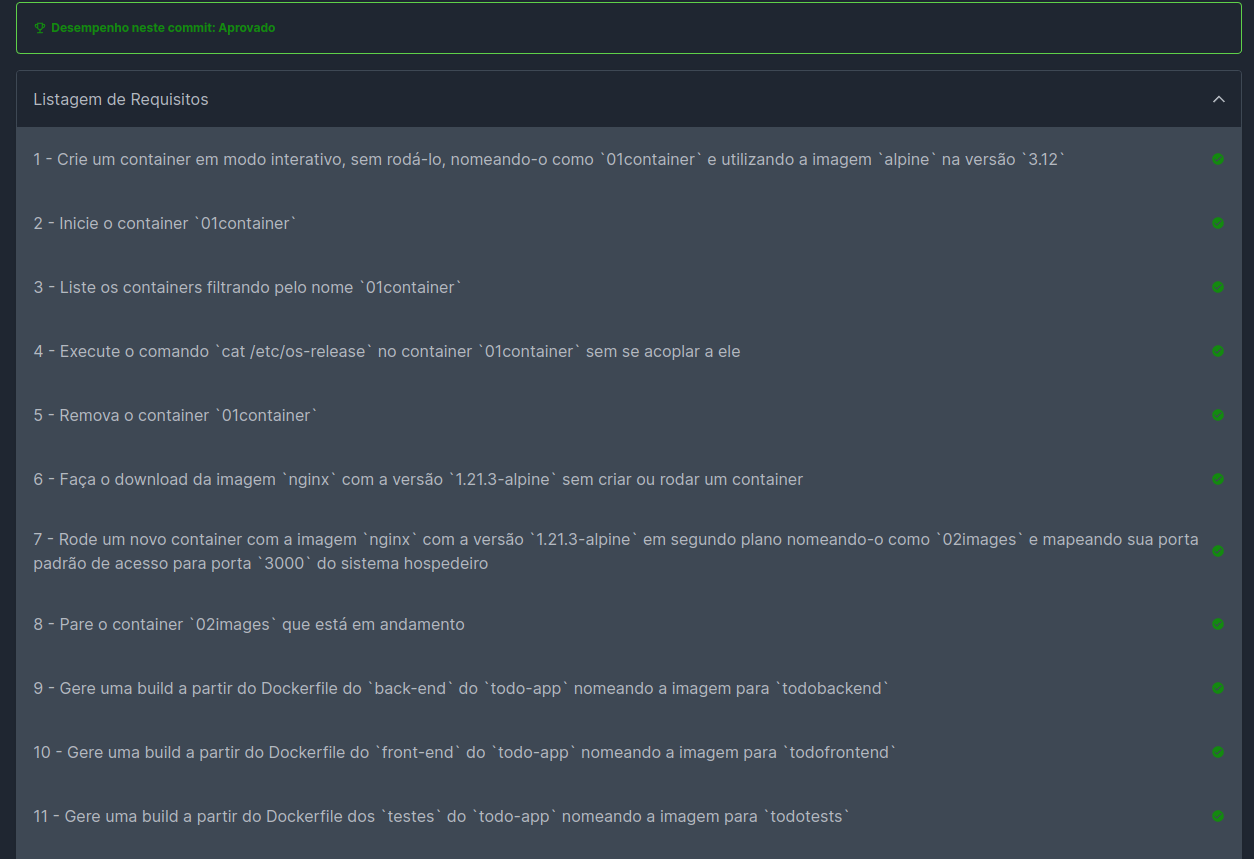 Desempenho neste commit: Aprovado
Listagem de Requisitos
1 - Crie um container em modo interativo, sem rodá-lo, nomeando-o como `01container` e utilizando a imagem `alpine` na versão `3.12`
2 - Inicie o container `01container`
3 - Liste os containers filtrando pelo nome `01container`
4 - Execute o comando `cat /etc/os-release` no container `01container` sem se acoplar a ele
5 - Remova o container `01container`
6 - Faça o download da imagem `nginx` com a versão `1.21.3-alpine` sem criar ou rodar um container
7 - Rode um novo container com a imagem `nginx` com a versão `1.21.3-alpine` em segundo plano nomeando-o como `02images` e mapeando sua porta
padrão de acesso para porta `3000` do sistema hospedeiro
8 - Pare o container `02images` que está em andamento
9 - Gere uma build a partir do Dockerfile do `back-end` do `todo-app` nomeando a imagem para `todobackend`
10 - Gere uma build a partir do Dockerfile do `front-end` do `todo-app` nomeando a imagem para `todofrontend`
11 - Gere uma build a partir do Dockerfile dos `testes` do `todo-app` nomeando a imagem para `todotests`